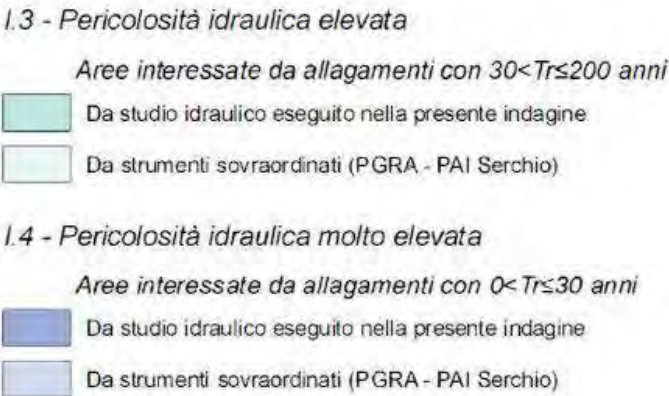 I.3 - Pericolosità idraulica elevata
Aree interessate da allagamenti con 30<Tr≤200 anni
Da studio idraulico eseguito nella presente indagine
Da strumenti sovraordinati (PGRA - PAI Serchio)
I.4 - Pericolosità idraulica molto elevata
Aree interessate da allagamenti con 0<Tr≤30 anni
Da studio idraulico eseguito nella presente indagine
Da strumenti sovraordinati (PGRA - PAI Serchio)